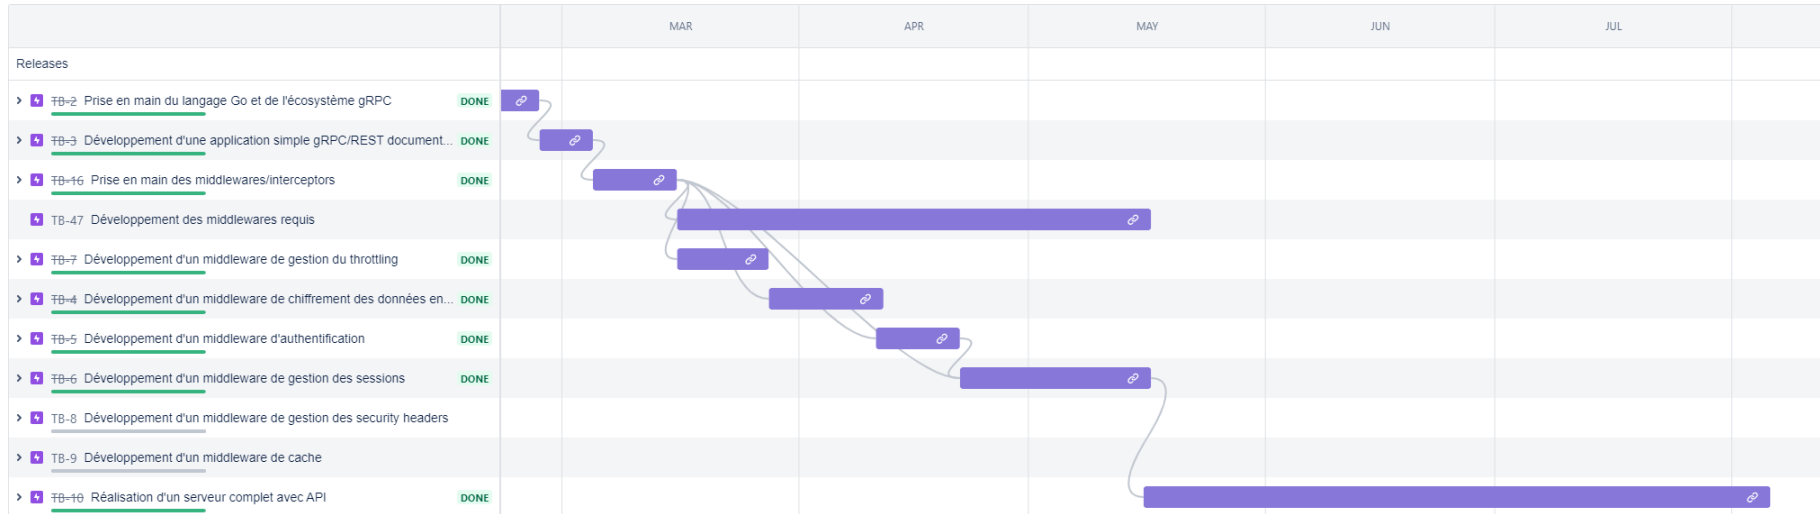 MAR APR MAY JUN JUL
Releases
TB-2 Prise en main du langage Go et de l'écosystème gRPC DONE
TB-3 Développement d'une application simple gRPC/REST document... DONE
TB-16 Prise en main des middlewares/interceptors DONE
TB-47 Développement des middlewares requis
TB-7 Développement d'un middleware de gestion du throttling DONE
TB-4 Développement d'un middleware de chiffrement des données en... DONE
TB-5 Développement d'un middleware d'authentification DONE
TB-6 Développement d'un middleware de gestion des sessions DONE
TB-8 Développement d'un middleware de gestion des security headers
TB-9 Développement d'un middleware de cache
TB-10 Réalisation d'un serveur complet avec API DONE